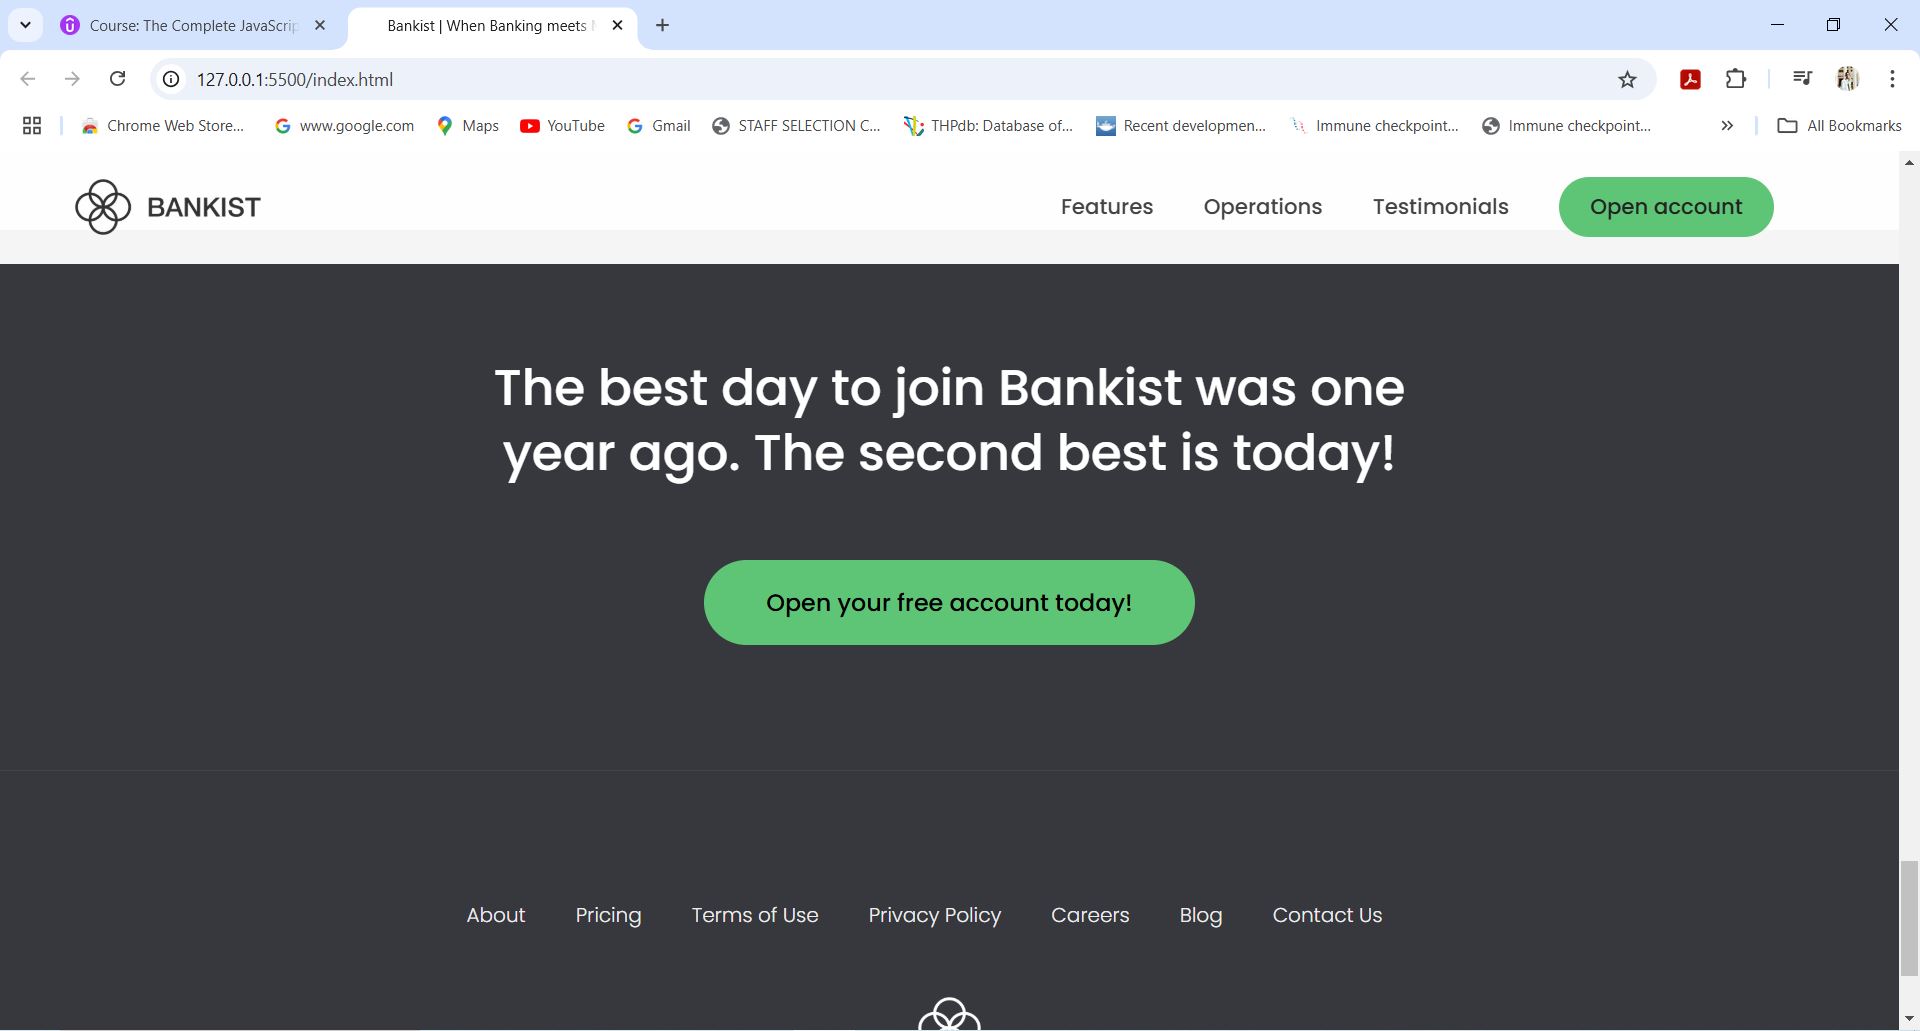 Course: The Complete JavaScrip
Bankist | When Banking meets
127.0.0.1:5500/index.html
Chrome Web Store...
www.google.com
Maps
YouTube
Gmail
STAFF SELECTION C...
THPdb: Database of...
Recent developmen...
Immune checkpoint...
Immune checkpoint...
All Bookmarks
BANKIST
Features
Operations
Testimonials
Open account
The best day to join Bankist was one
year ago. The second best is today!
Open your free account today!
About
Pricing
Terms of Use
Privacy Policy
Careers
Blog
Contact Us